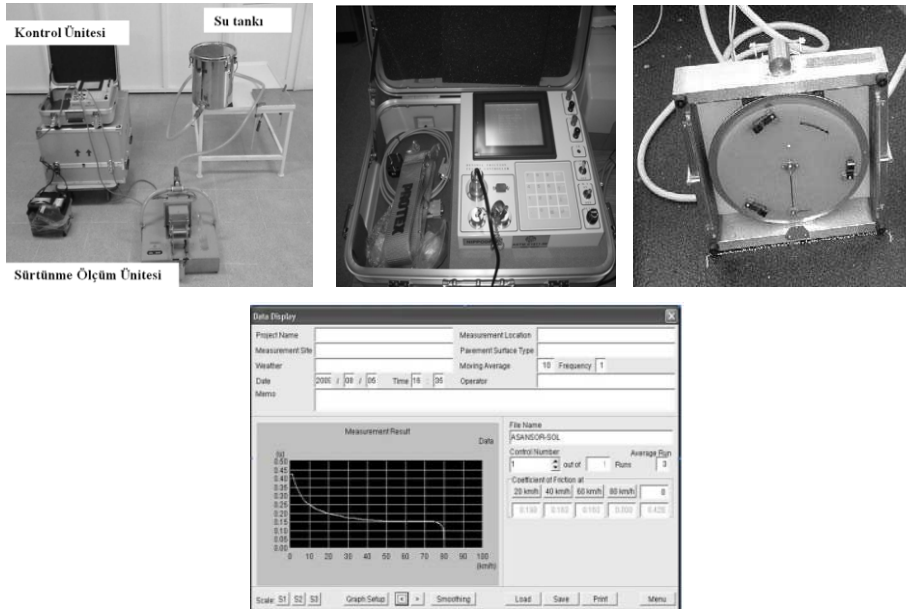 Kontrol Ünitesi
Su tankı
Sürtünme Ölçüm Ünitesi
Data Display
Project Name
Measurement Location
Measurement Site
Pavement Surface Type
Weather
Moving Average 10 Frequency 1
Date / 08 / 06 Time 16 : 06 Operator
Memo
Measurement Result
Data
(u)
0.50
0.45
0.40
0.35
0.30
0.25
0.20
0.15
0.10
0.05
0.00
0 10 20 30 40 50 60 70 80 90 100
(km/h)
File Name
ASANSOR-SOL
Control Number
Average Run
1 out of 1 Runs 3
Coefficient of Friction at
20 km/h 40 km/h 60 km/h 80 km/h 0
Scale: S1 S2 S3 Graph Setup < > Smoothing Load Save Print Menu